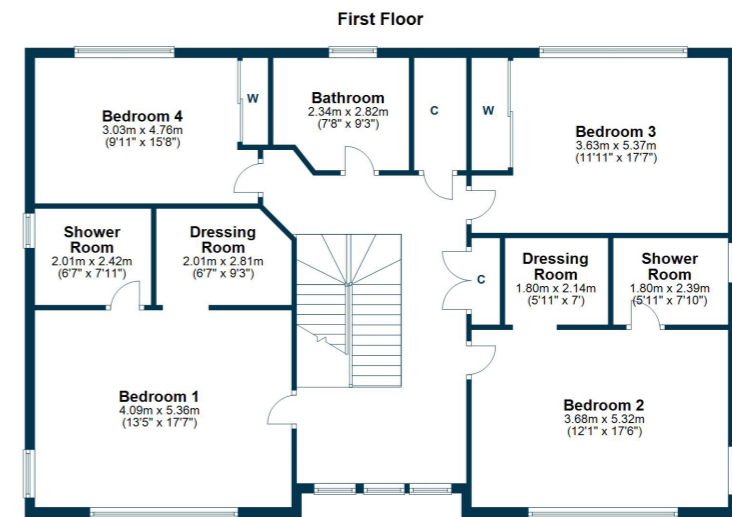 First Floor
Bedroom 4
3.03m x 4.76m
(9'11" x 15'8")
W
Bathroom
2.34m x 2.82m
(7'8" x 9'3")
C
W
Bedroom 3
3.63m x 5.37m
(11'11" x 17'7")
Shower
Room
2.01m x 2.42m
(6'7" x 7'11")
Dressing
Room
2.01m x 2.81m
(6'7" x 9'3")
C
Dressing
Room
1.80m x 2.14m
(5'11" x 7')
Shower
Room
1.80m x 2.39m
(5'11" x 7'10")
Bedroom 1
4.09m x 5.36m
(13'5" x 17'7")
Bedroom 2
3.68m x 5.32m
(12'1" x 17'6")